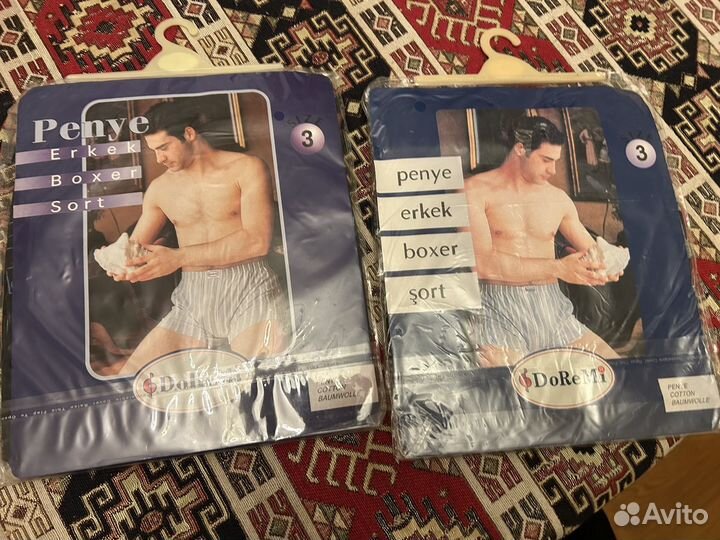 Penye
Erkek
Boxer
Sort
3
DoReMi
COTTON
BAUMWOLLE
3
penye
erkek
boxer
şort
DoReMi
COTTON
BAUMWOLLE
Avito